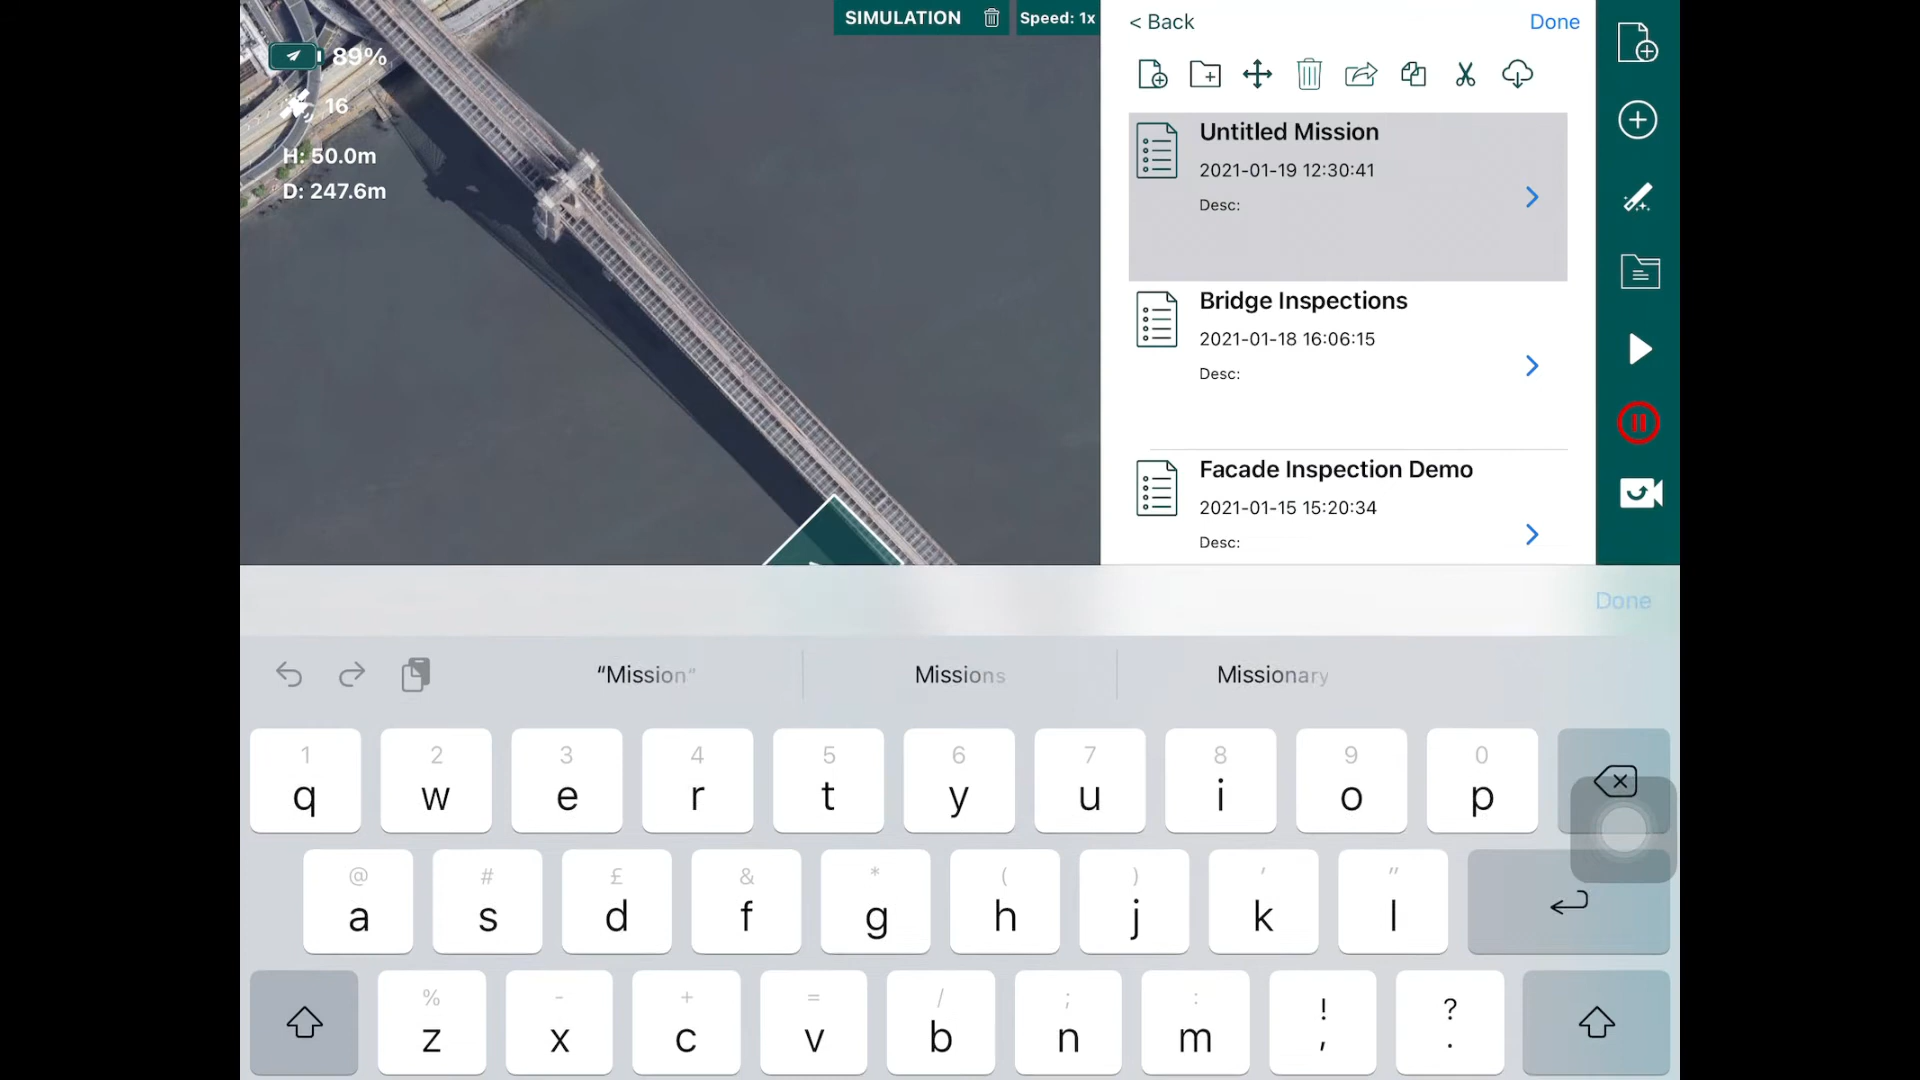 SIMULATION
Speed: 1x
89%
16
H: 50.0m
D: 247.6m
< Back
Done
Untitled Mission
2021-01-19 12:30:41
Desc:
Bridge Inspections
2021-01-18 16:06:15
Desc:
Facade Inspection Demo
2021-01-15 15:20:34
Desc:
Done
“Mission”
Missions
Missionary
1 2 3 4 5 6 7 8 9 0
q w e r t y u i o p
@ # £ & * ( ) ' "
a s d f g h j k l
% - + = / ; : ! ?
z x c v b n m , .